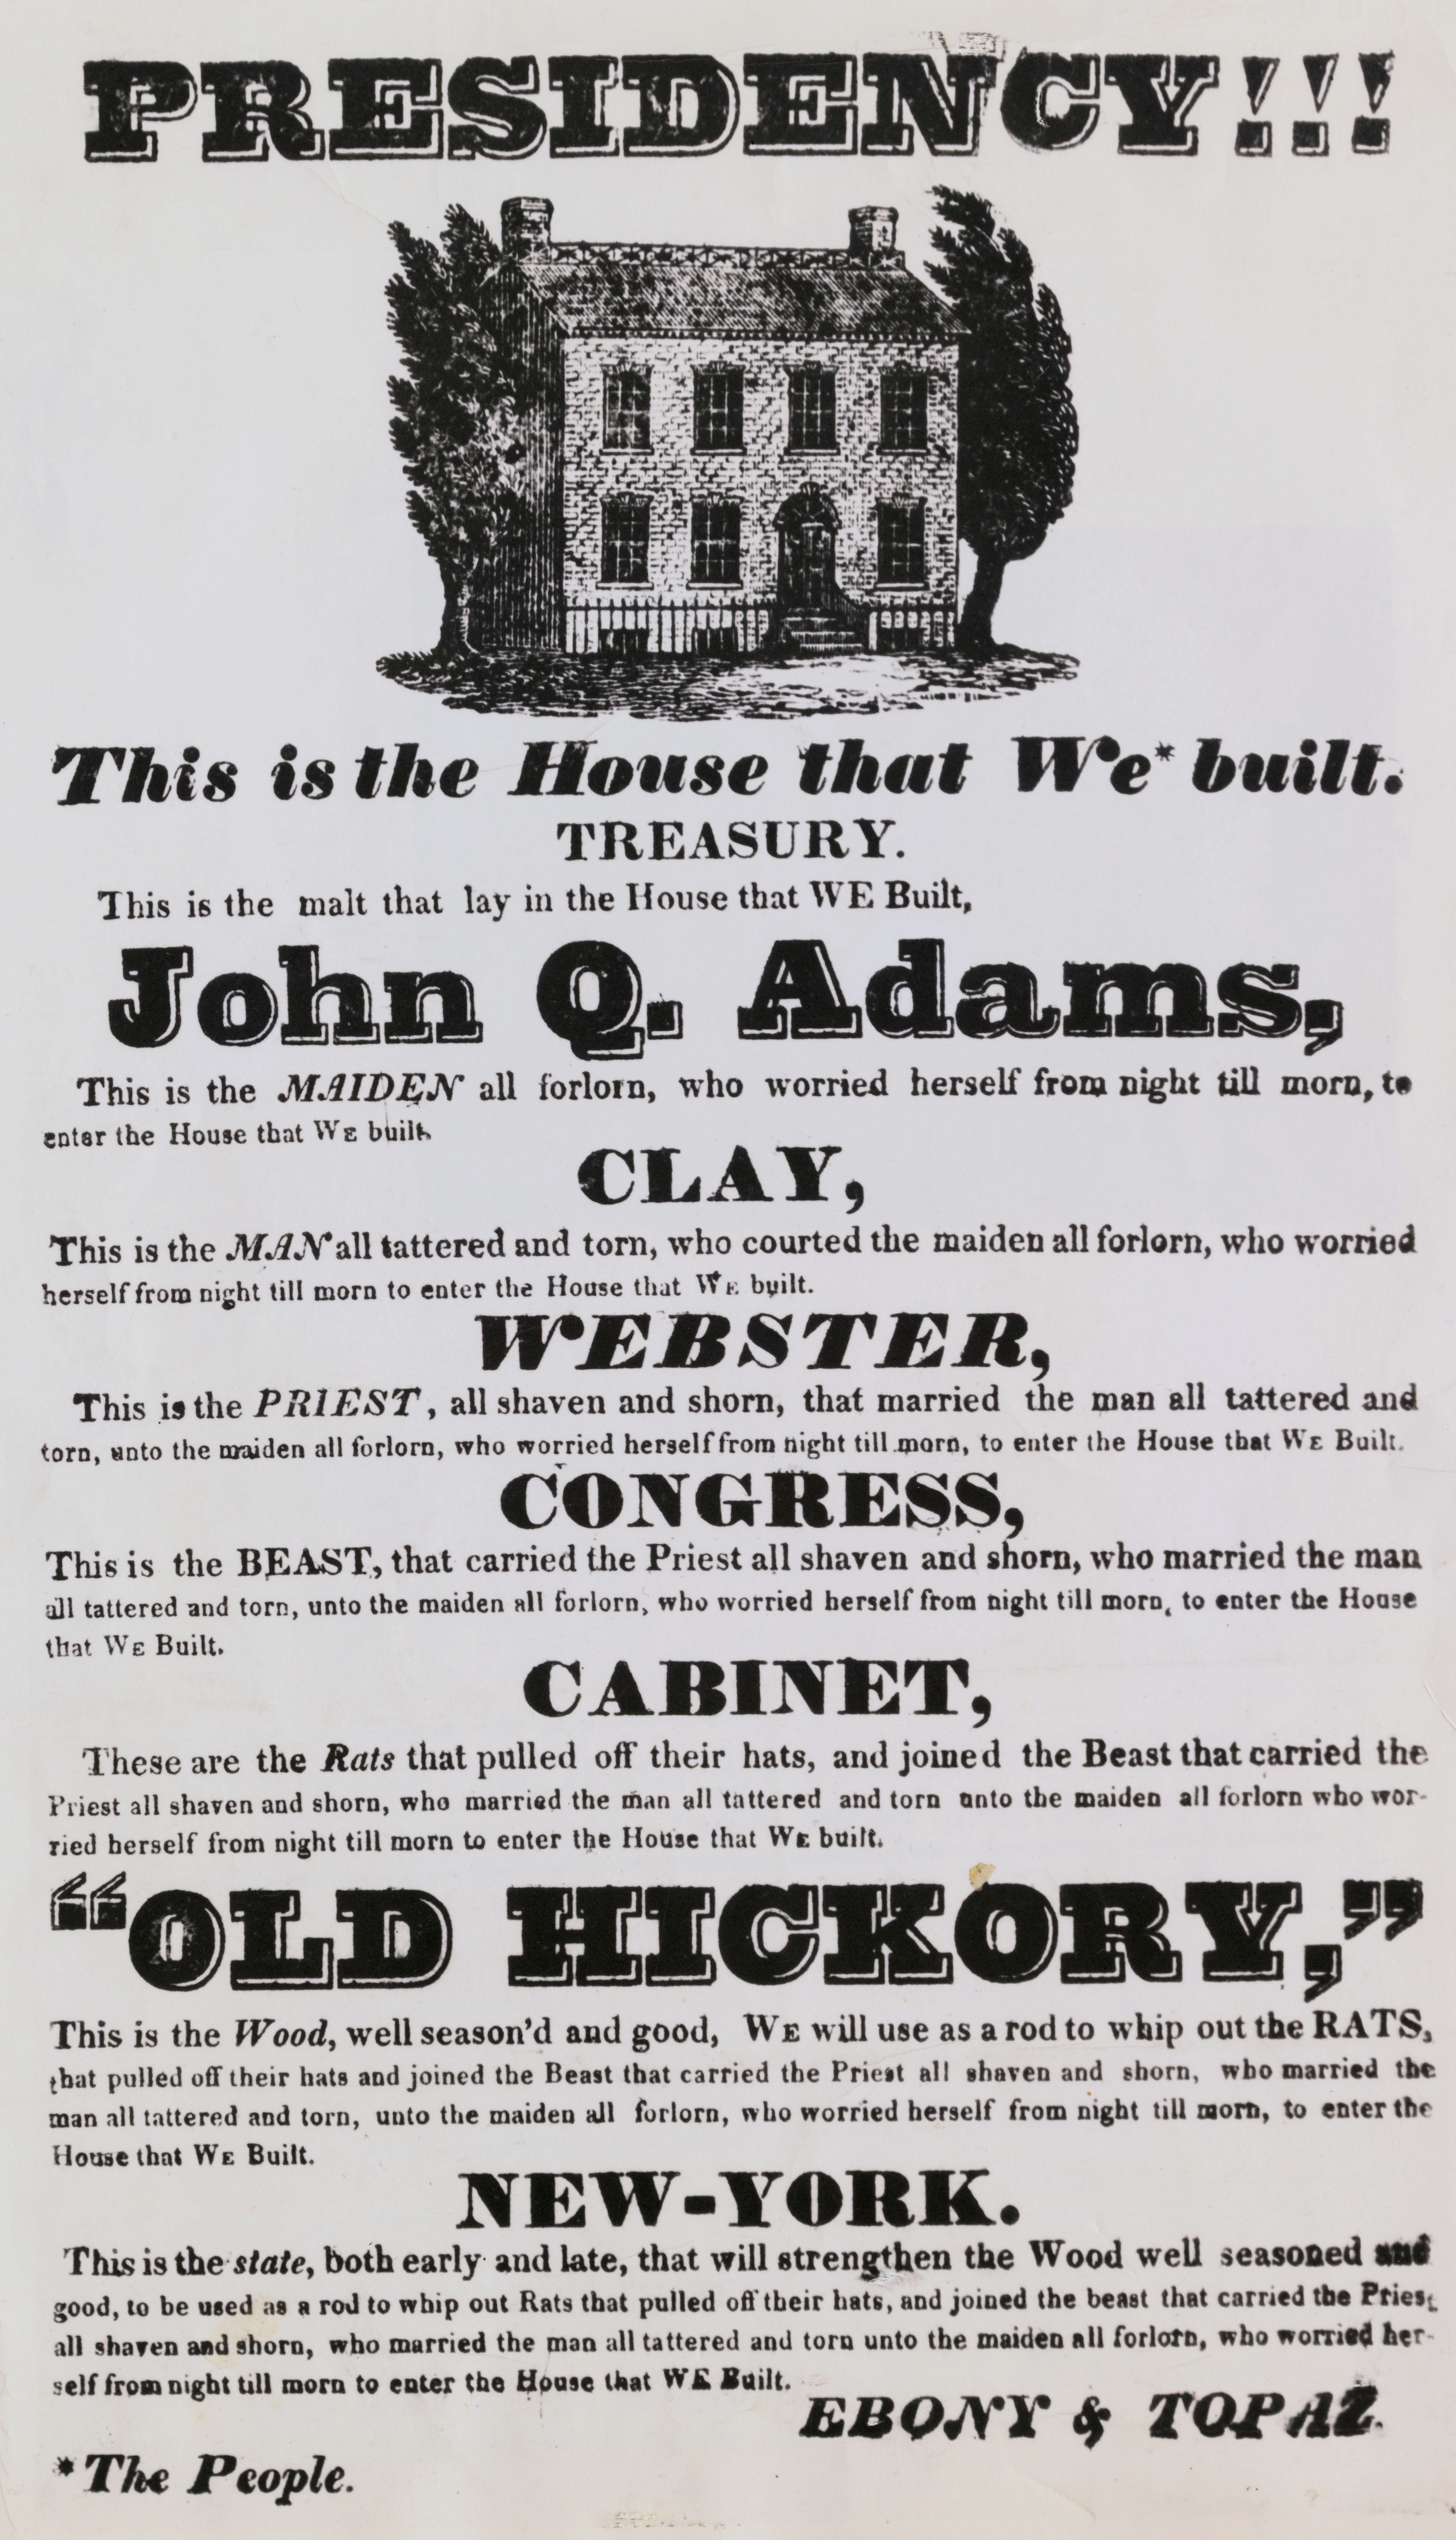 PRESIDENCY!!!
This is the House that We* built.
TREASURY.
This is the malt that lay in the House that WE Built,
John Q. Adams,
This is the MAIDEN all forlorn, who worried herself from night till morn, to
enter the House that WE built.
CLAY,
This is the MAN all tattered and torn, who courted the maiden all forlorn, who worried
herself from night till morn to enter the House that WE built.
WEBSTER,
This is the PRIEST, all shaven and shorn, that married the man all tattered and
torn, unto the maiden all forlorn, who worried herself from night till morn, to enter the House that WE Built.
CONGRESS,
This is the BEAST, that carried the Priest all shaven and shorn, who married the man
all tattered and torn, unto the maiden all forlorn, who worried herself from night till morn, to enter the House
that WE Built.
CABINET,
These are the Rats that pulled off their hats, and joined the Beast that carried the
Priest all shaven and shorn, who married the man all tattered and torn unto the maiden all forlorn who wor-
ried herself from night till morn to enter the House that WE built.
"OLD HICKORY,"
This is the Wood, well season'd and good, WE will use as a rod to whip out the RATS,
that pulled off their hats and joined the Beast that carried the Priest all shaven and shorn, who married the
man all tattered and torn, unto the maiden all forlorn, who worried herself from night till morn, to enter the
House that WE Built.
NEW-YORK.
This is the state, both early and late, that will strengthen the Wood well seasoned and
good, to be used as a rod to whip out Rats that pulled off their hats, and joined the beast that carried the Priest
all shaven and shorn, who married the man all tattered and torn unto the maiden all forlorn, who worried her-
self from night till morn to enter the House that WE Built.
EBONY & TOPAZ.
*The People.